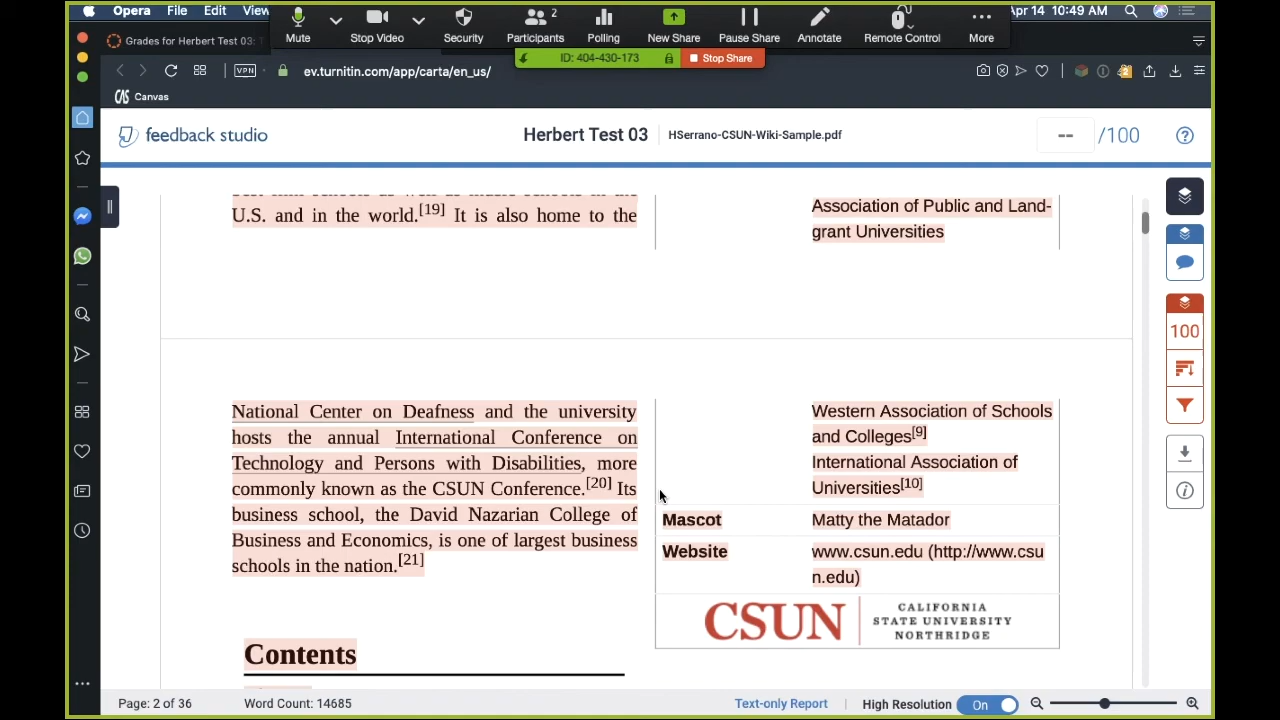 Opera File Edit View
pr 14 10:49 AM
Mute
Stop Video
Security
2
Participants
Polling
New Share
Pause Share
Annotate
Remote Control
More
ID: 404-430-173
Stop Share
Grades for Herbert Test 03:
VPN
ev.turnitin.com/app/carta/en_us/
2
Canvas
feedback studio
Herbert Test 03
HSerrano-CSUN-Wiki-Sample.pdf
-- /100
U.S. and in the world.[19] It is also home to the
Association of Public and Land-
grant Universities
National Center on Deafness and the university
hosts the annual International Conference on
Technology and Persons with Disabilities, more
commonly known as the CSUN Conference.[20] Its
business school, the David Nazarian College of
Business and Economics, is one of largest business
schools in the nation.[21]
Western Association of Schools
and Colleges[9]
International Association of
Universities[10]
Mascot Matty the Matador
Website www.csun.edu (http://www.csu
n.edu)
CSUN
CALIFORNIA
STATE UNIVERSITY
NORTHRIDGE
Contents
100
Page: 2 of 36
Word Count: 14685
Text-only Report
High Resolution
On